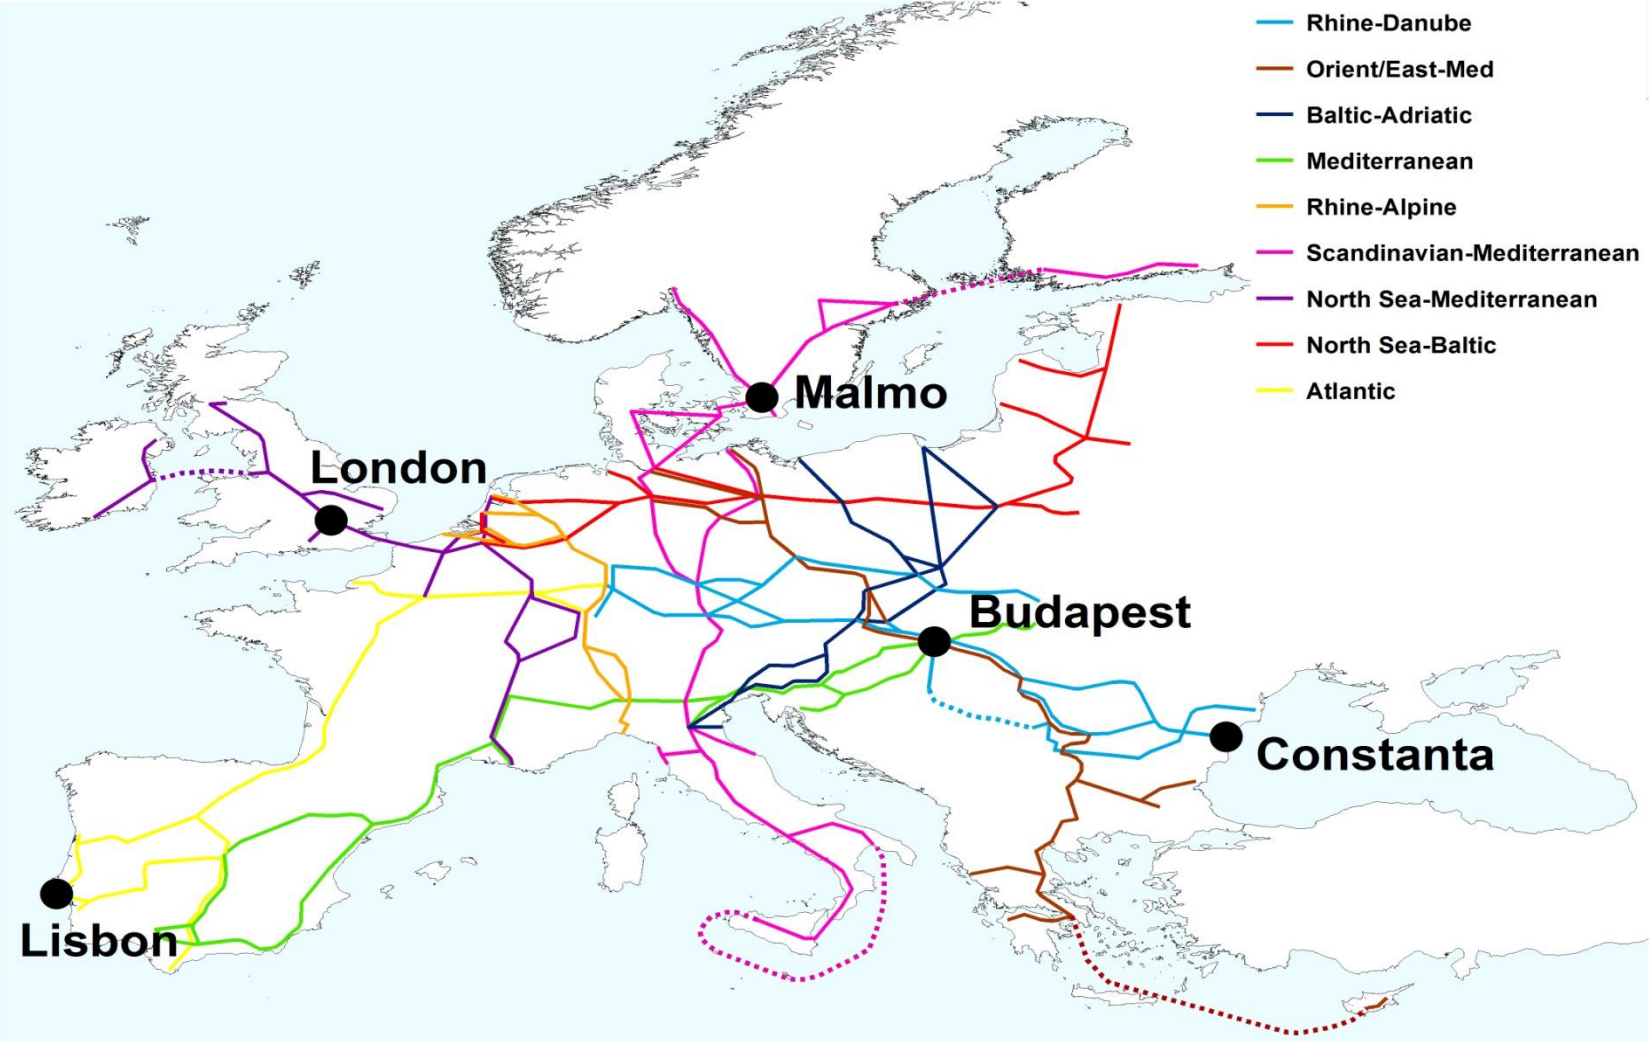 Rhine-Danube
Orient/East-Med
Baltic-Adriatic
Mediterranean
Rhine-Alpine
Scandinavian-Mediterranean
North Sea-Mediterranean
North Sea-Baltic
Atlantic
Malmo
London
Budapest
Constanta
Lisbon